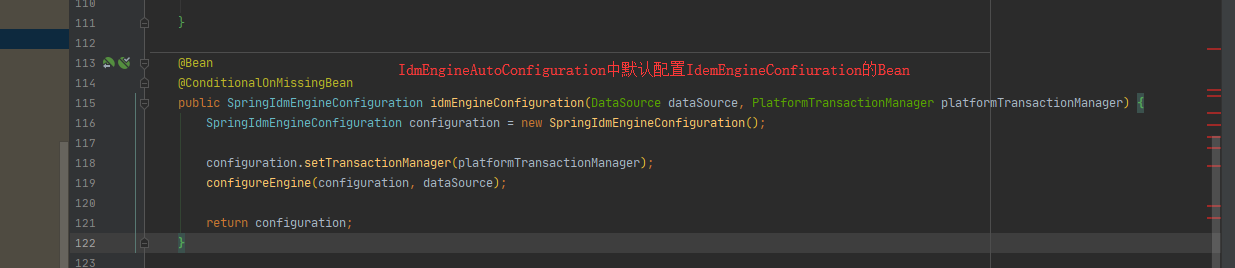 110
111 }
112
113 @Bean IdmEngineAutoConfiguration中默认配置IdemEngineConfiuration的Bean
114 @ConditionalOnMissingBean
115 public SpringIdmEngineConfiguration idmEngineConfiguration(DataSource dataSource, PlatformTransactionManager platformTransactionManager) {
116 SpringIdmEngineConfiguration configuration = new SpringIdmEngineConfiguration();
117
118 configuration.setTransactionManager(platformTransactionManager);
119 configureEngine(configuration, dataSource);
120
121 return configuration;
122 }
123